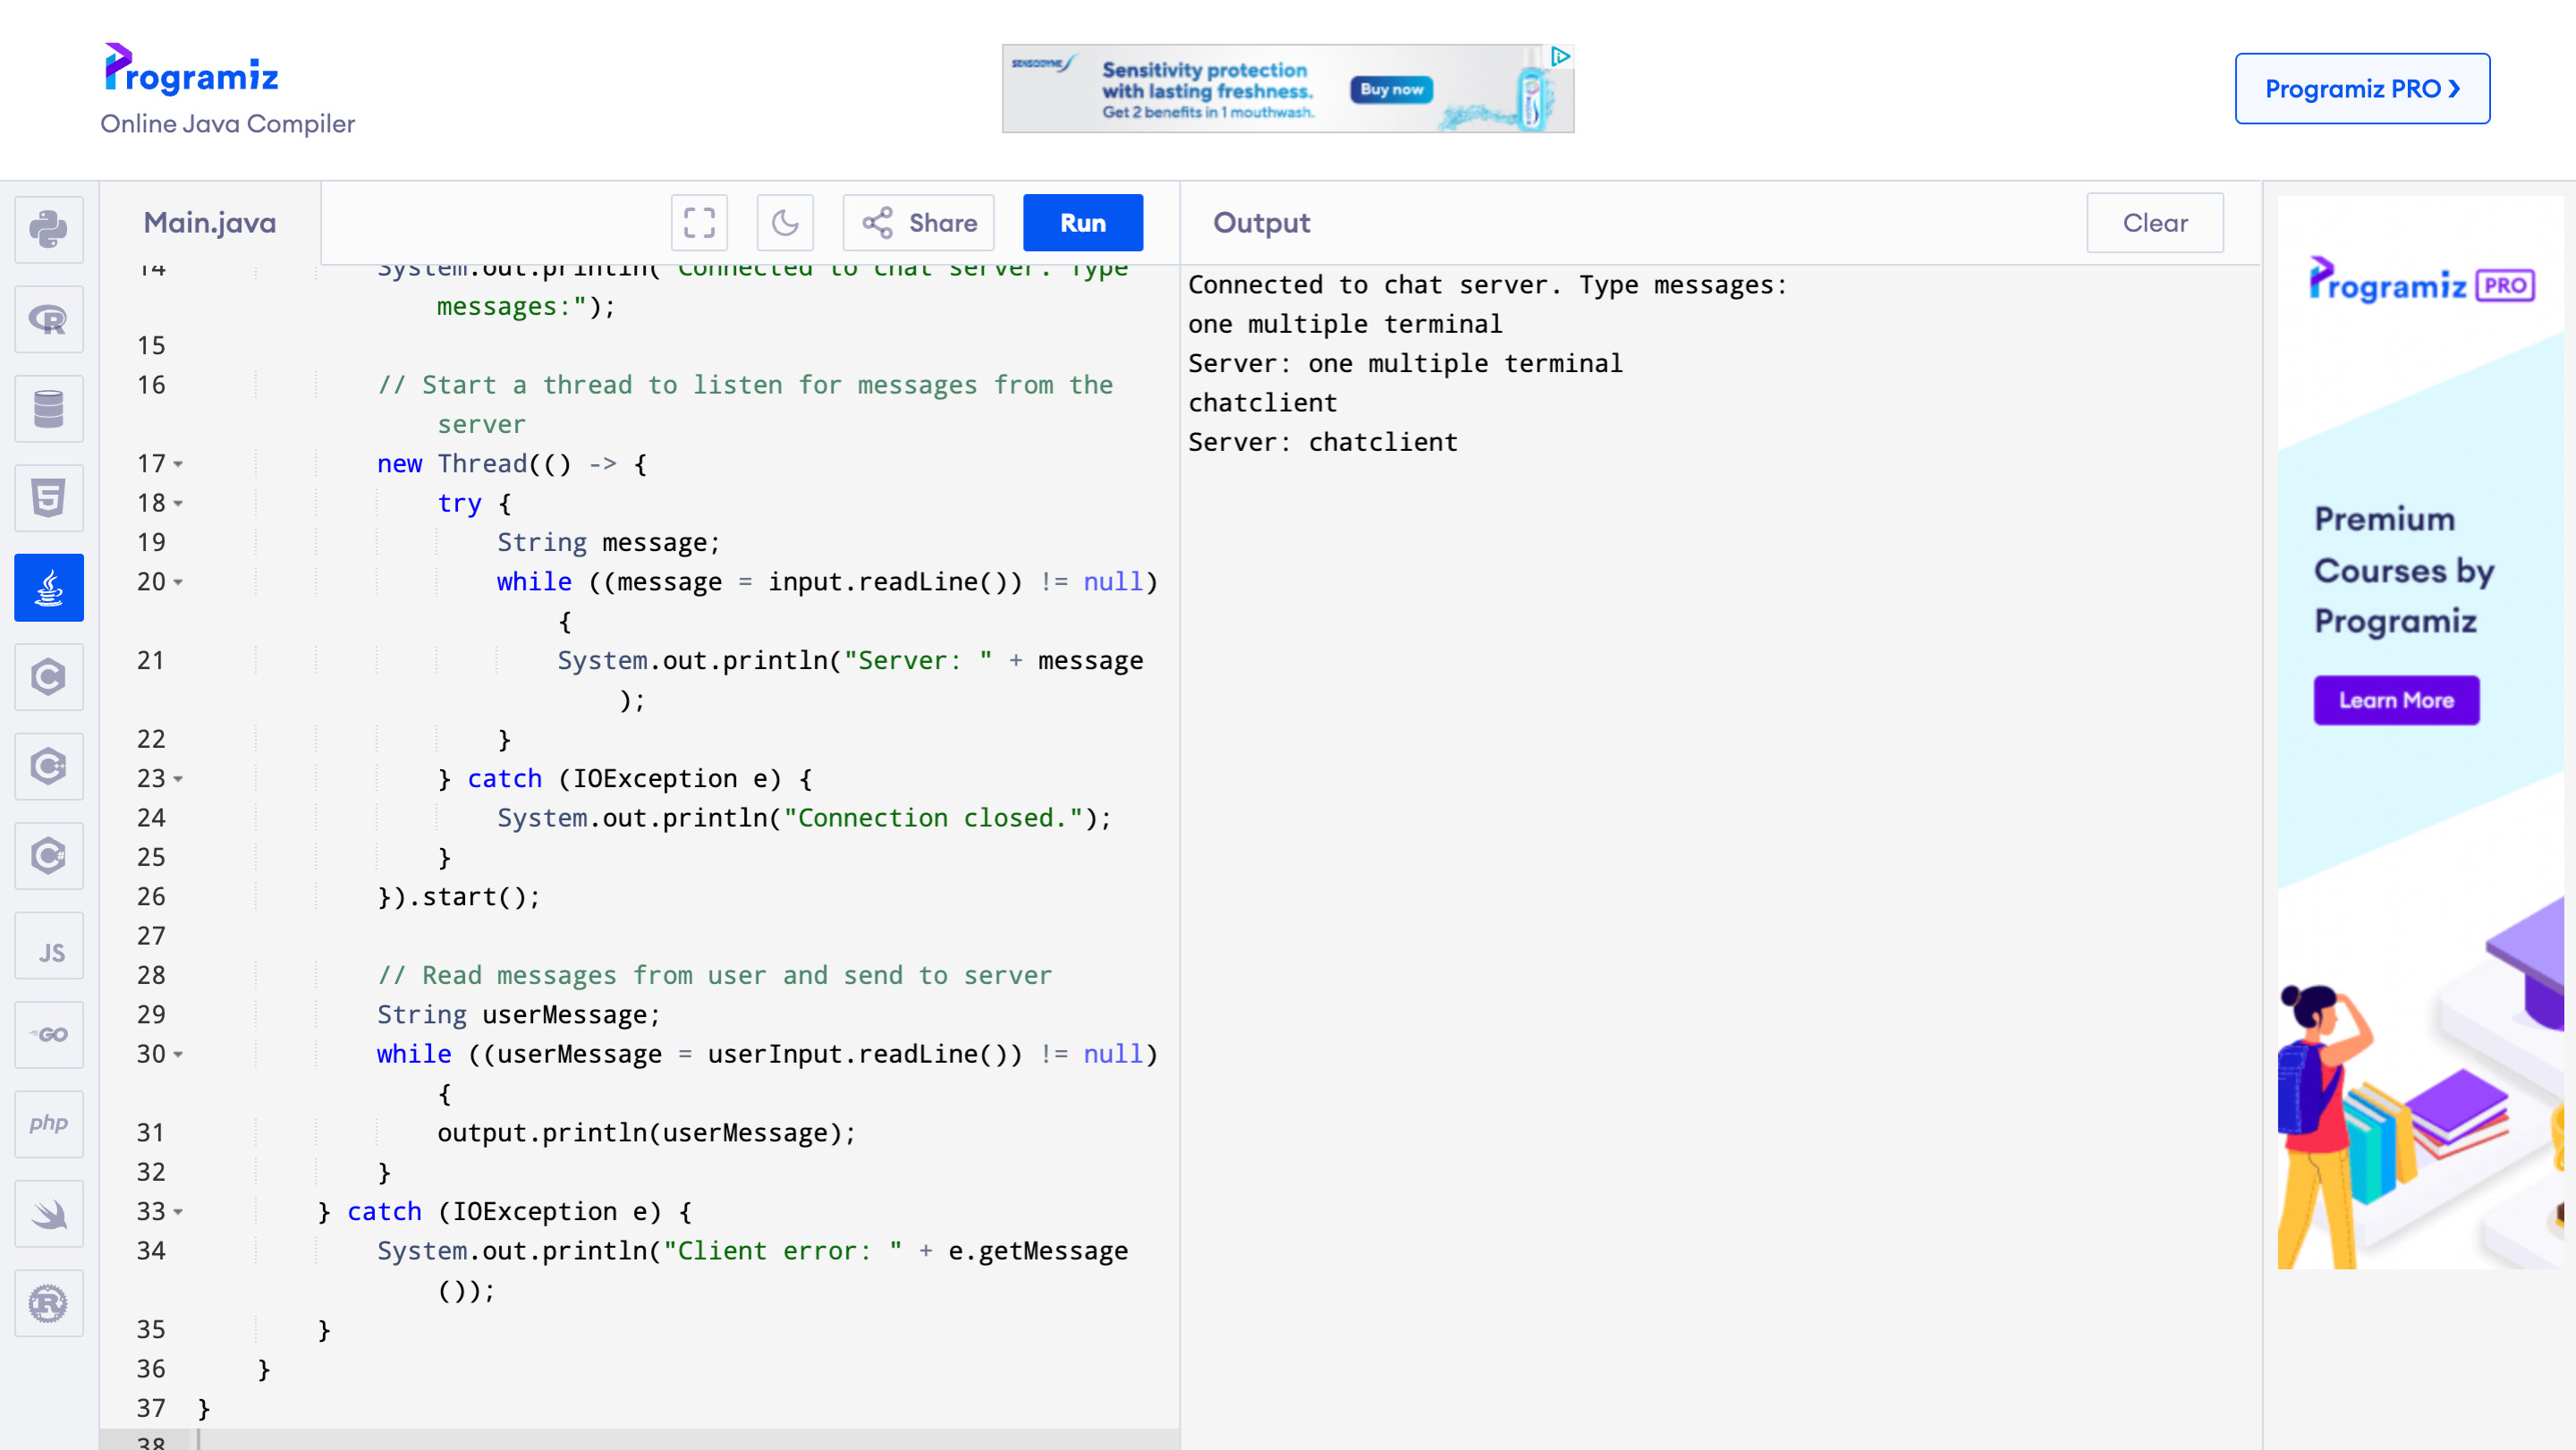 Programiz
Online Java Compiler
SENSODYNE
Sensitivity protection
with lasting freshness.
Get 2 benefits in 1 mouthwash.
Buy now
Programiz PRO ❯
Main.java
Share
Run
Output
Clear
14 System.out.println("Connected to chat server. Type
messages:");
15
16 // Start a thread to listen for messages from the
server
17 new Thread(() -> {
18 try {
19 String message;
20 while ((message = input.readLine()) != null)
{
21 System.out.println("Server: " + message
);
22 }
23 } catch (IOException e) {
24 System.out.println("Connection closed.");
25 }
26 }).start();
27
28 // Read messages from user and send to server
29 String userMessage;
30 while ((userMessage = userInput.readLine()) != null)
{
31 output.println(userMessage);
32 }
33 } catch (IOException e) {
34 System.out.println("Client error: " + e.getMessage
());
35 }
36 }
37 }
38
Connected to chat server. Type messages:
one multiple terminal
Server: one multiple terminal
chatclient
Server: chatclient
R
5
C
C++
C#
JS
GO
php
R
Programiz PRO
Premium
Courses by
Programiz
Learn More